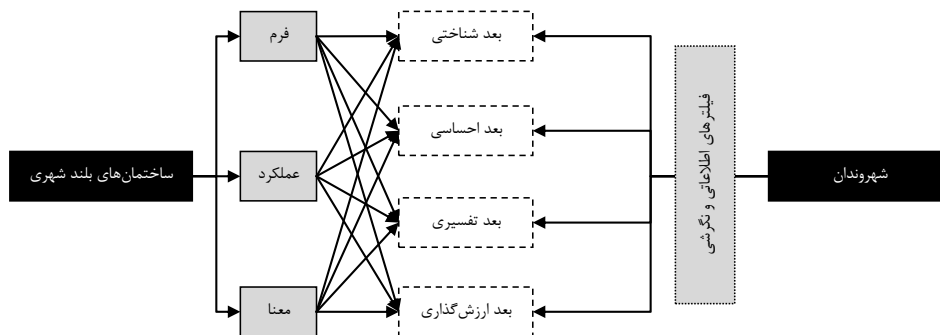 فرم
بعد شناختی
بعد احساسی
ساختمان‌های بلند شهری
عملکرد
فیلترهای اطلاعاتی و نگرشی
شهروندان
بعد تفسیری
معنا
بعد ارزش‌گذاری